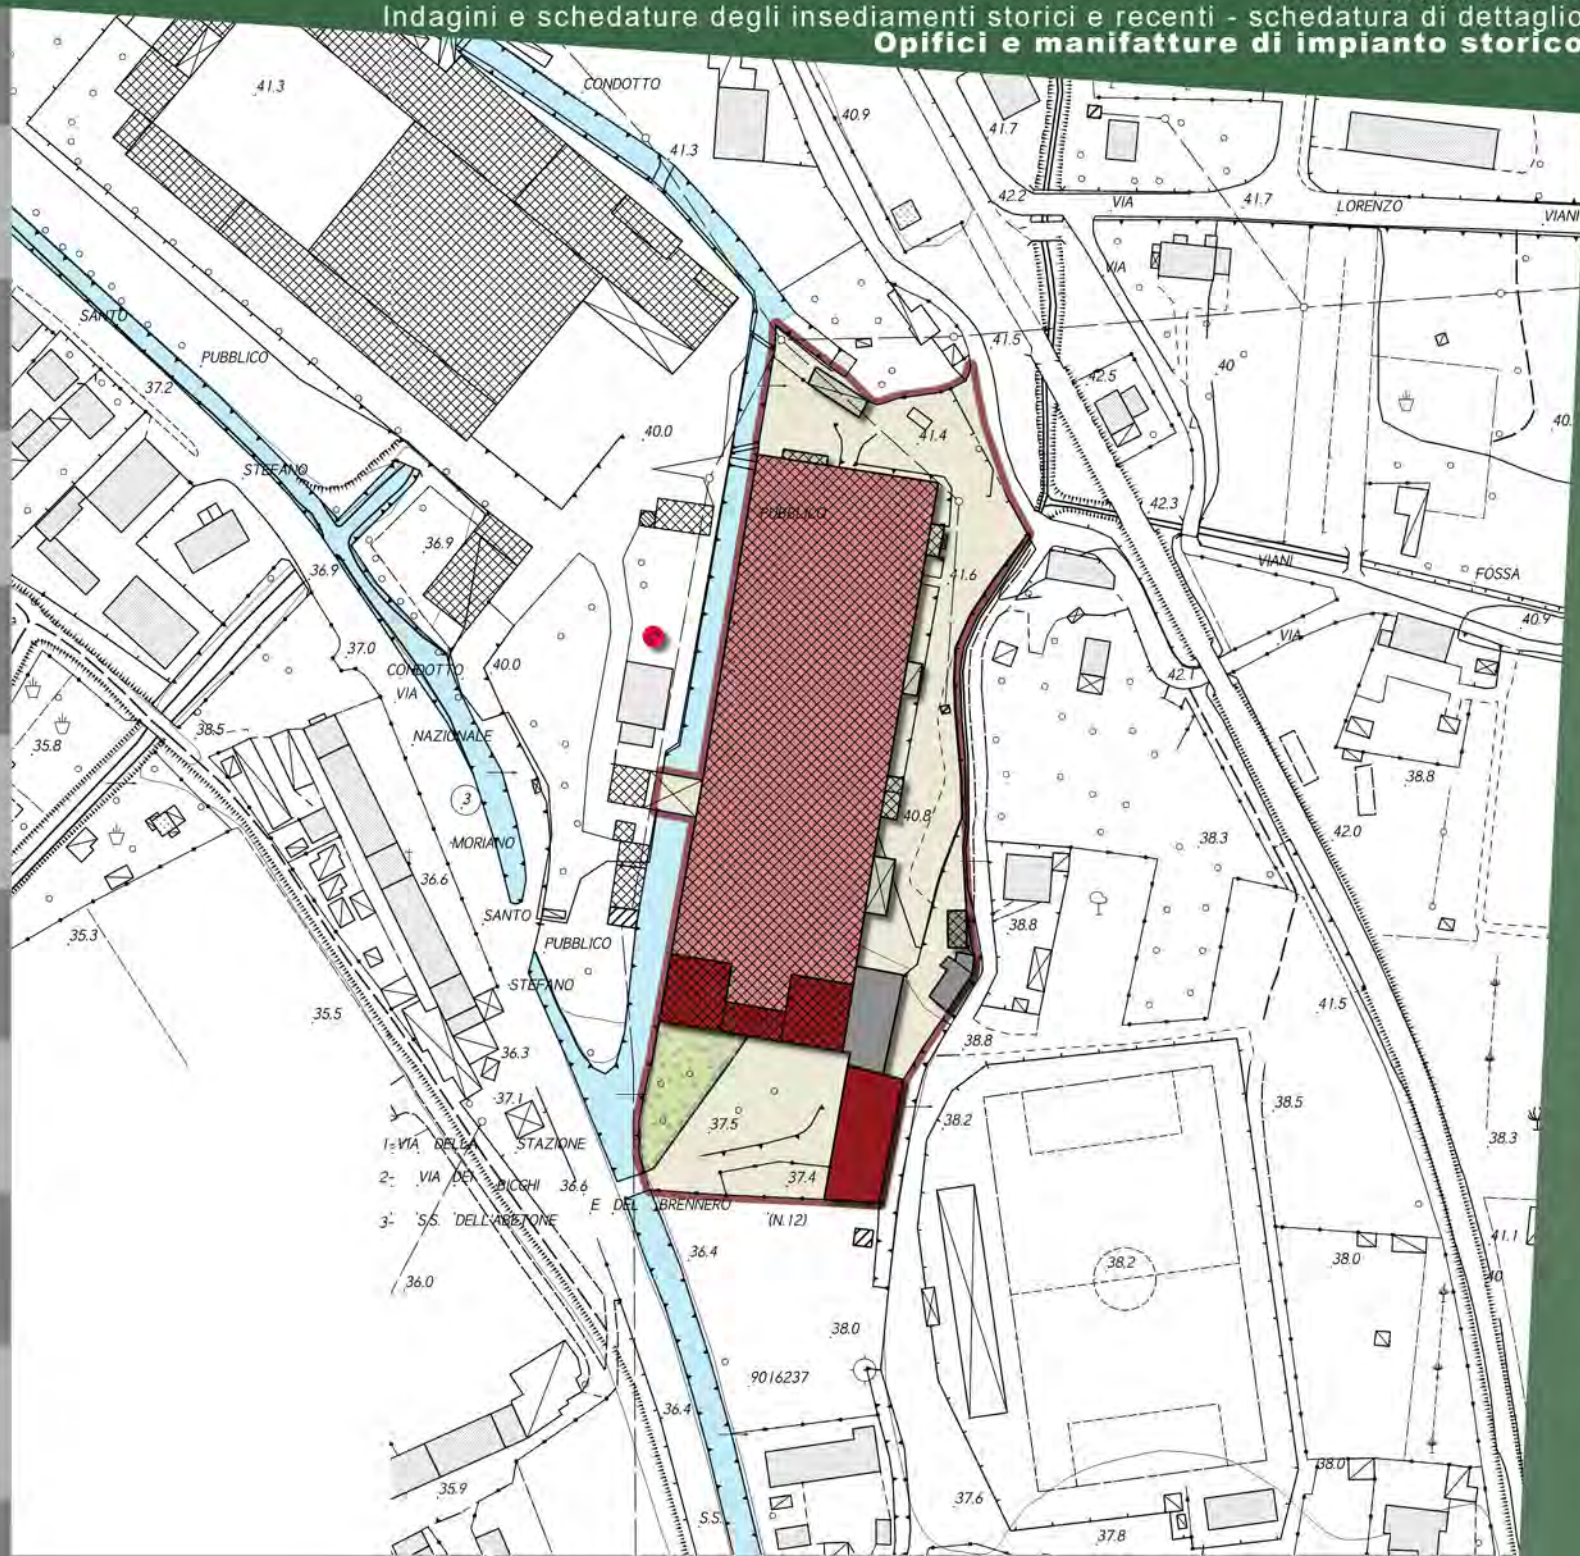 Indagini e schedature degli insediamenti storici e recenti - schedatura di dettaglio
Opifici e manifatture di impianto storico
CONDOTTO
41.3
40.9
41.7
41.3
42.2
VIA
41.7
LORENZO
VIANI
VIA
SANTO
PUBBLICO
37.2
41.5
42.5
40
40.
40.0
41.4
STEFANO
PUBBLICO
42.3
36.9
36.9
41.6
VIANI
FOSSA
37.0
40.0
VIA
40.9
CONDOTTO
VIA
42.1
38.5
35.8
NAZIONALE
3
38.8
40.8
42.0
MORIANO
38.3
36.6
SANTO
38.8
35.3
PUBBLICO
STEFANO
35.5
41.5
36.3
38.8
37.1
38.5
37.5
38.2
1-VIA DELLA STAZIONE
38.3
2- VIA DEI BICCHI
36.6
37.4
E DEL BRENNERO
3- S.S. DELL'ABETONE
(N.12)
36.4
41.1
38.0
36.0
38.2
40
38.0
9016237
36.4
38.0
35.9
37.6
S.S.
37.8